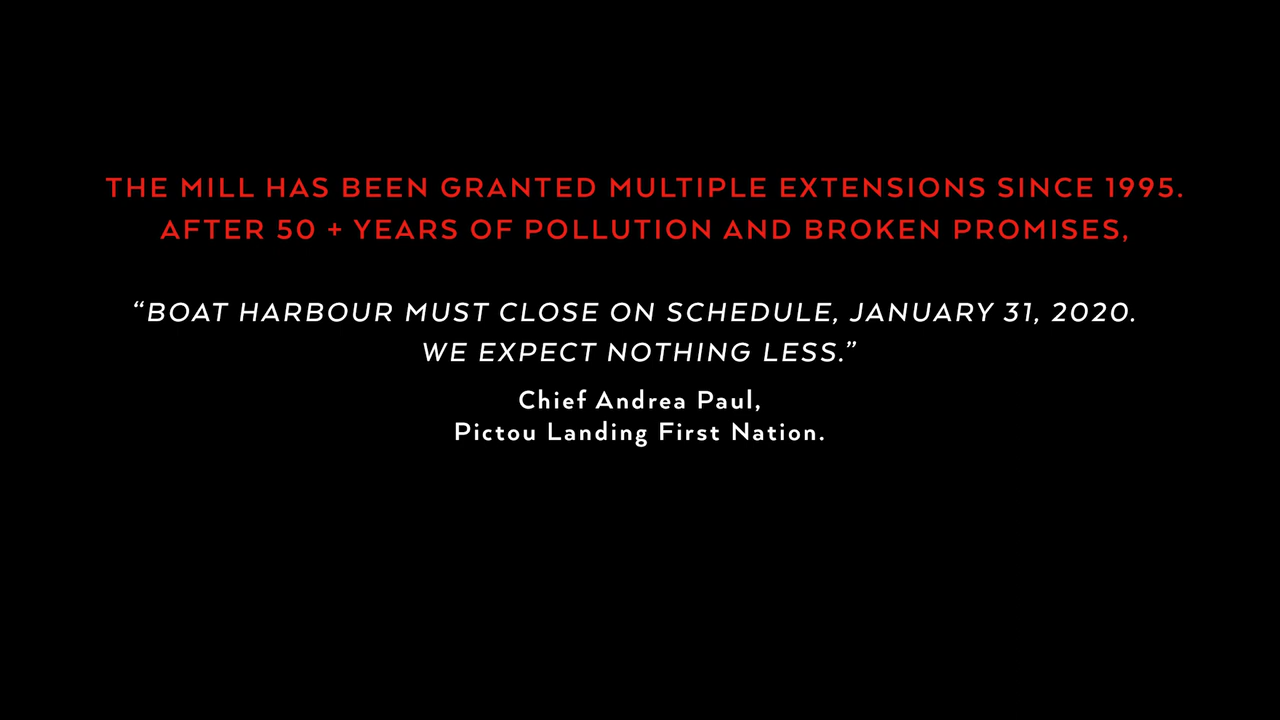 THE MILL HAS BEEN GRANTED MULTIPLE EXTENSIONS SINCE 1995.
AFTER 50 + YEARS OF POLLUTION AND BROKEN PROMISES,
“BOAT HARBOUR MUST CLOSE ON SCHEDULE, JANUARY 31, 2020.
WE EXPECT NOTHING LESS.”
Chief Andrea Paul,
Pictou Landing First Nation.